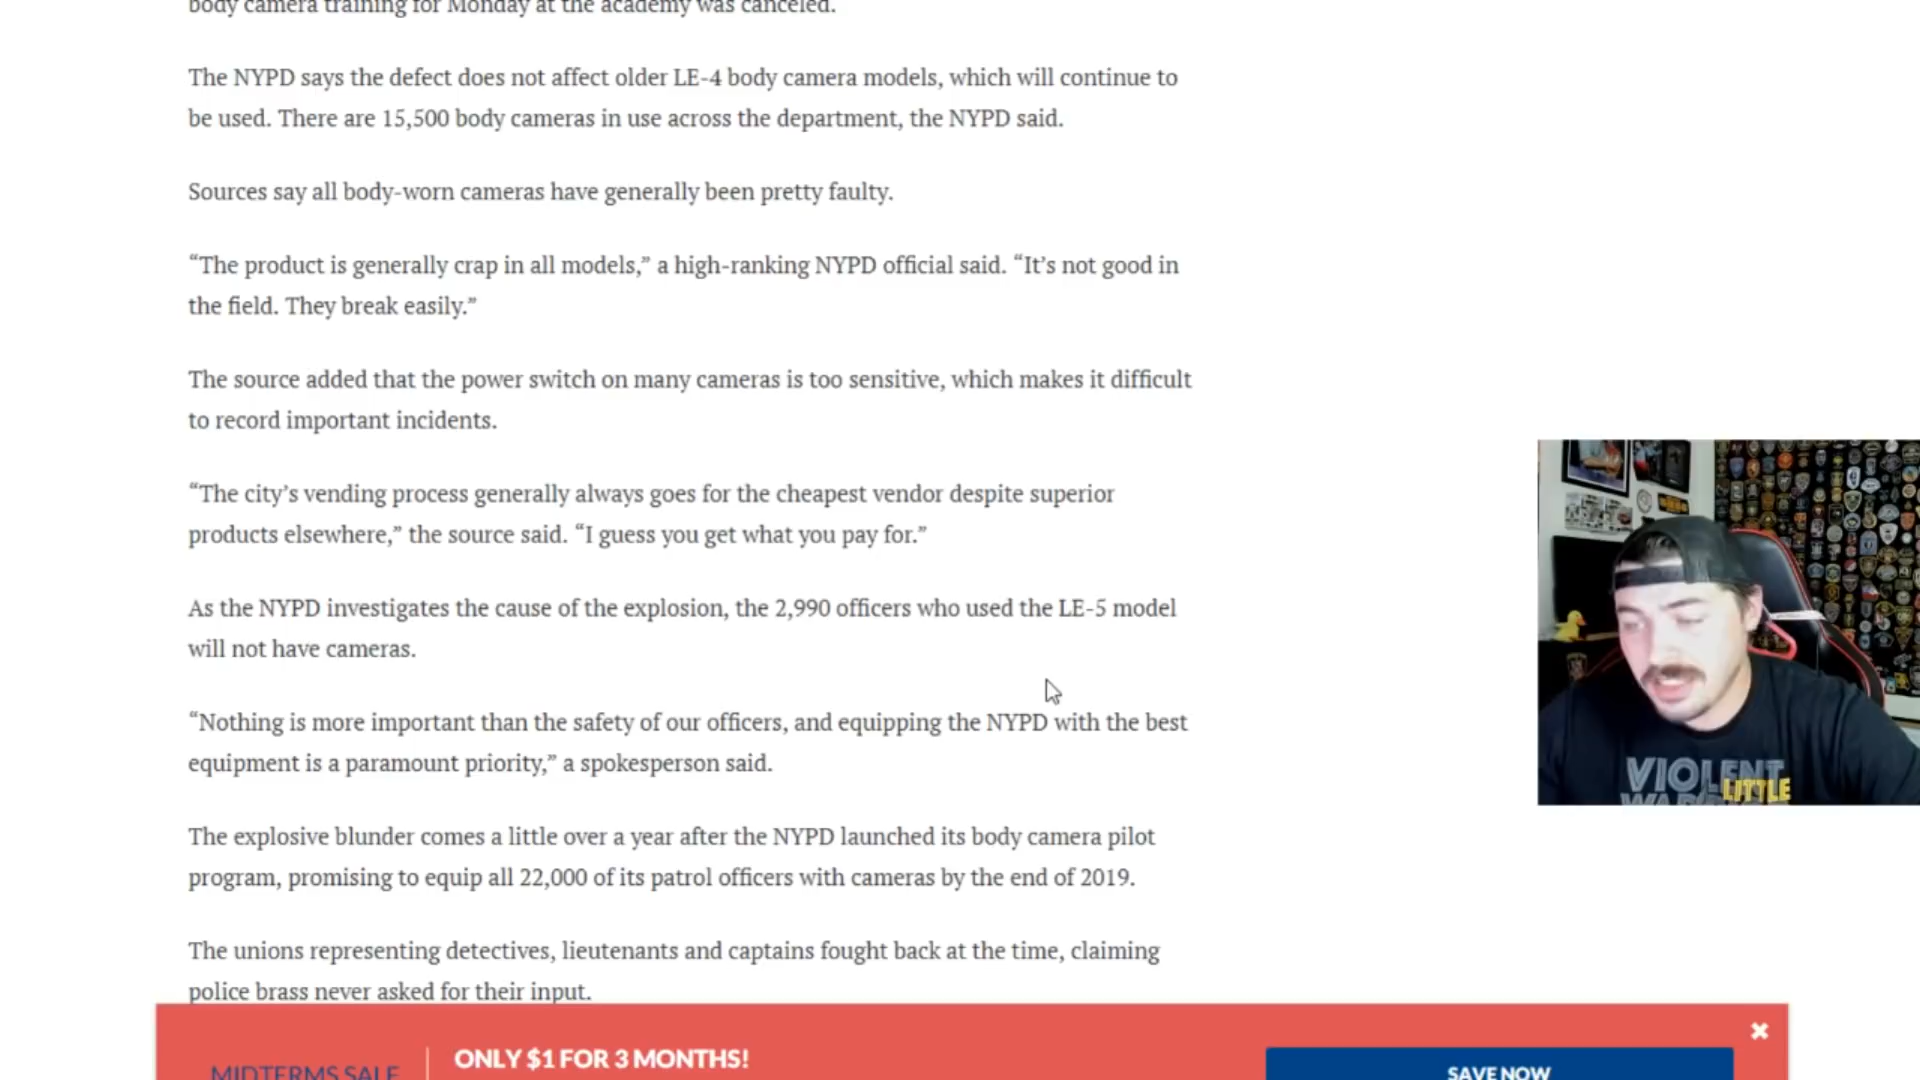 body camera training for Monday at the academy was canceled.
The NYPD says the defect does not affect older LE-4 body camera models, which will continue to
be used. There are 15,500 body cameras in use across the department, the NYPD said.
Sources say all body-worn cameras have generally been pretty faulty.
“The product is generally crap in all models,” a high-ranking NYPD official said. “It’s not good in
the field. They break easily.”
The source added that the power switch on many cameras is too sensitive, which makes it difficult
to record important incidents.
“The city’s vending process generally always goes for the cheapest vendor despite superior
products elsewhere,” the source said. “I guess you get what you pay for.”
As the NYPD investigates the cause of the explosion, the 2,990 officers who used the LE-5 model
will not have cameras.
“Nothing is more important than the safety of our officers, and equipping the NYPD with the best
equipment is a paramount priority,” a spokesperson said.
The explosive blunder comes a little over a year after the NYPD launched its body camera pilot
program, promising to equip all 22,000 of its patrol officers with cameras by the end of 2019.
The unions representing detectives, lieutenants and captains fought back at the time, claiming
police brass never asked for their input.
VIOLENT
LITTLE
MIDTERMS SALE
ONLY $1 FOR 3 MONTHS!
SAVE NOW